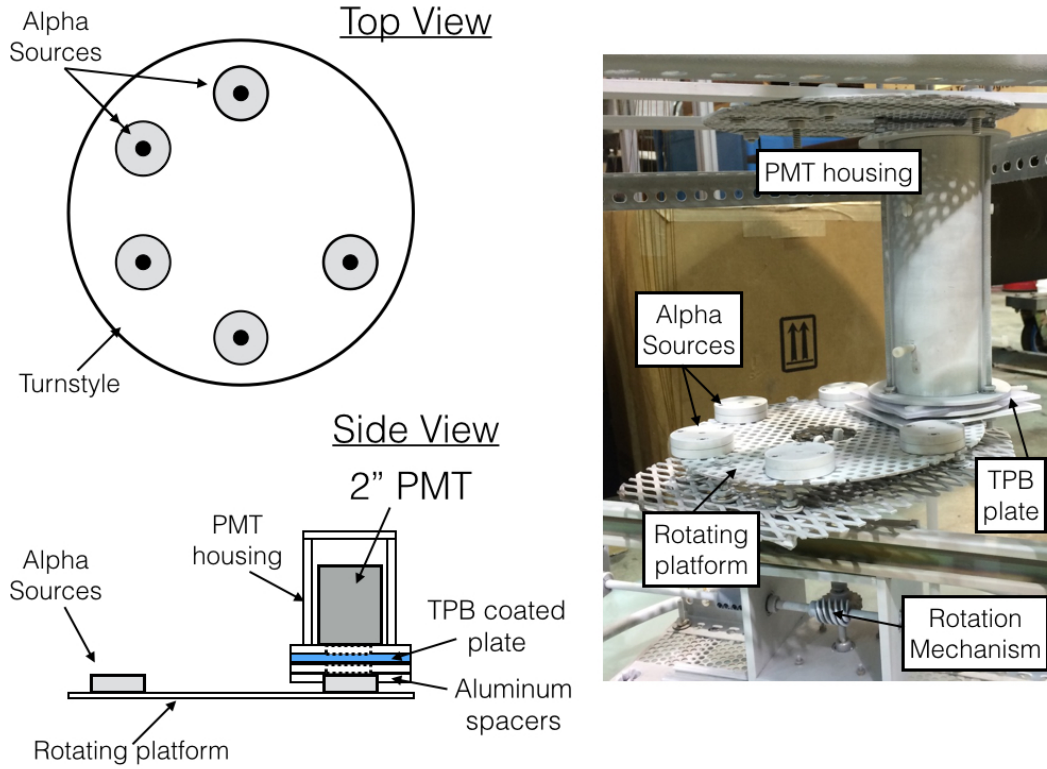 Top View
Alpha
Sources
Turnstyle
Side View
2” PMT
PMT
housing
Alpha
Sources
TPB coated
plate
Aluminum
spacers
Rotating platform
PMT housing
Alpha
Sources
TPB
plate
Rotating
platform
Rotation
Mechanism